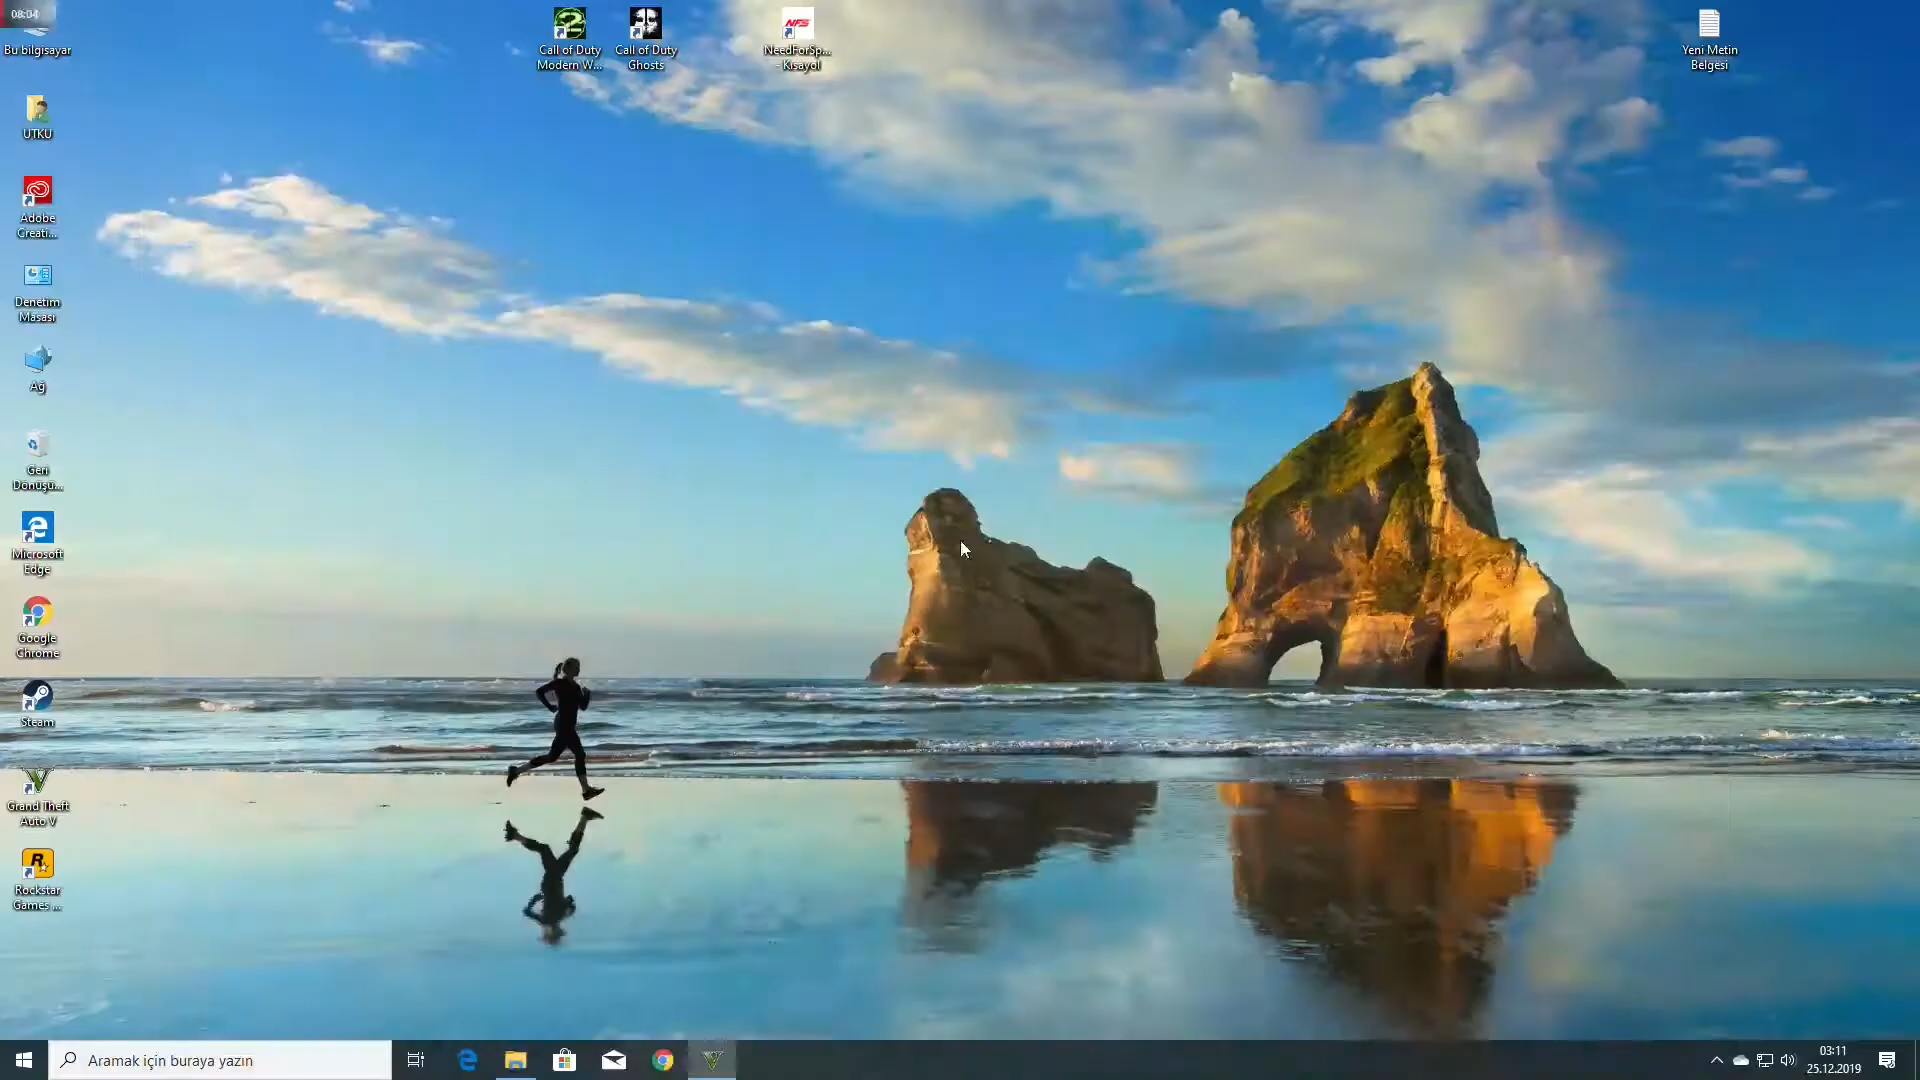 08:04
Bu bilgisayar
UTKU
Adobe
Creati...
Denetim
Masası
Ağ
Geri
Dönüşü...
Microsoft
Edge
Google
Chrome
Steam
Grand Theft
Auto V
Rockstar
Games ...
Call of Duty
Modern W...
Call of Duty
Ghosts
NFS
NeedForSp...
- Kısayol
Yeni Metin
Belgesi
Aramak için buraya yazın
03:11
25.12.2019